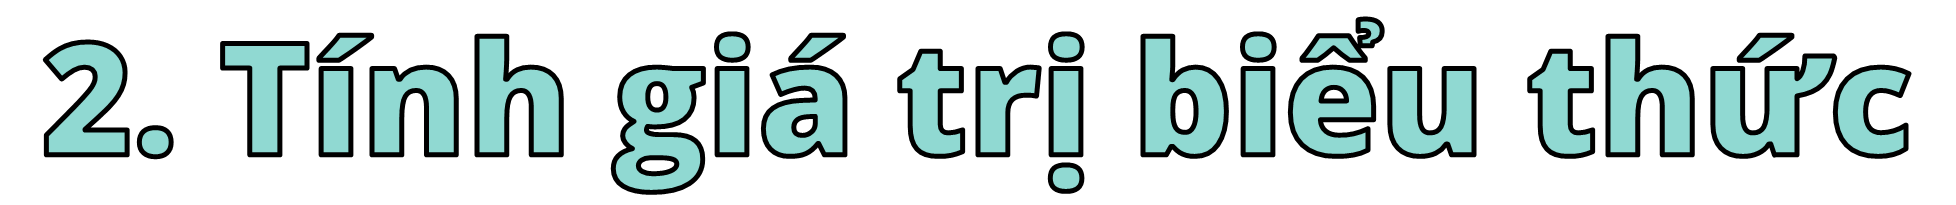 2. Tính giá trị biểu thức